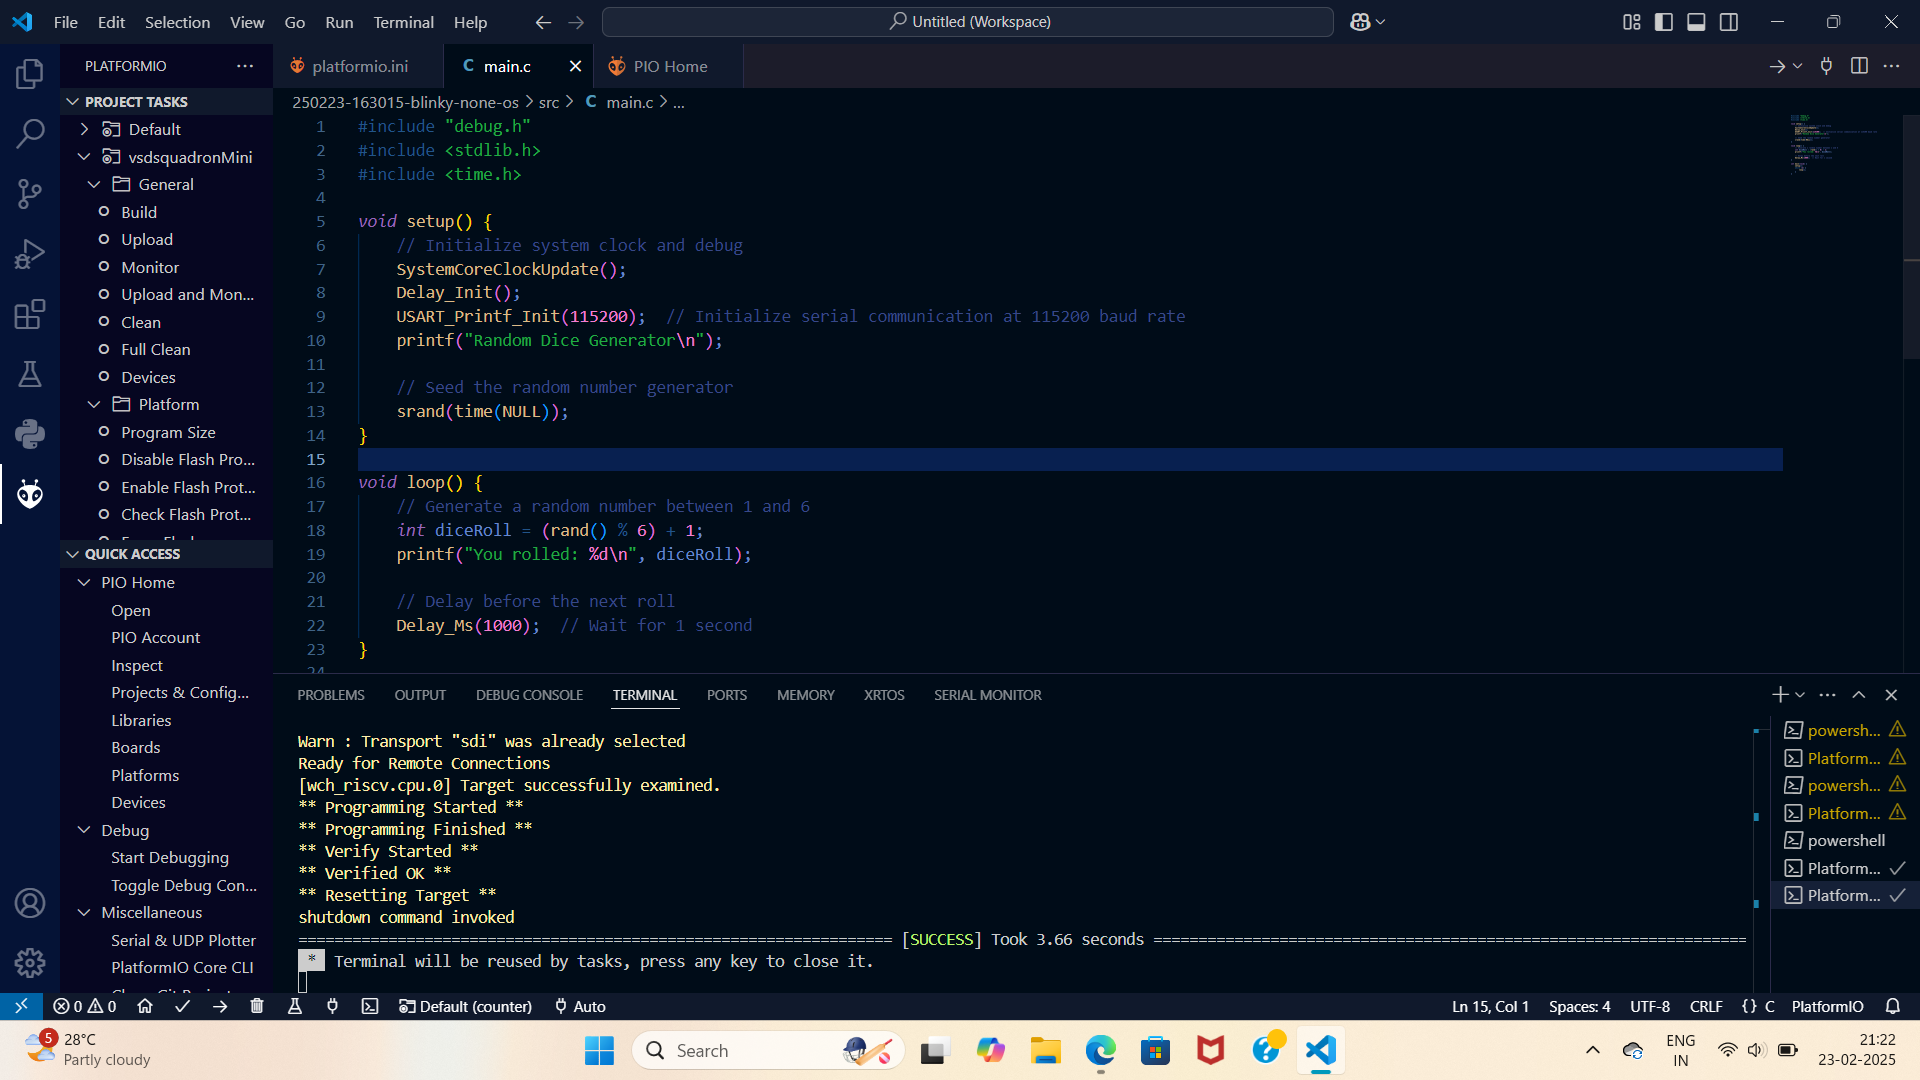 File Edit Selection View Go Run Terminal Help
Untitled (Workspace)
PLATFORMIO
platformio.ini
C main.c
PIO Home
PROJECT TASKS
Default
vsdsquadronMini
General
Build
Upload
Monitor
Upload and Mon...
Clean
Full Clean
Devices
Platform
Program Size
Disable Flash Pro...
Enable Flash Prot...
Check Flash Prot...
QUICK ACCESS
PIO Home
Open
PIO Account
Inspect
Projects & Config...
Libraries
Boards
Platforms
Devices
Debug
Start Debugging
Toggle Debug Con...
Miscellaneous
Serial & UDP Plotter
PlatformIO Core CLI
250223-163015-blinky-none-os > src > C main.c > ...
1 #include "debug.h"
2 #include <stdlib.h>
3 #include <time.h>
4
5 void setup() {
6 // Initialize system clock and debug
7 SystemCoreClockUpdate();
8 Delay_Init();
9 USART_Printf_Init(115200); // Initialize serial communication at 115200 baud rate
10 printf("Random Dice Generator\n");
11
12 // Seed the random number generator
13 srand(time(NULL));
14 }
15
16 void loop() {
17 // Generate a random number between 1 and 6
18 int diceRoll = (rand() % 6) + 1;
19 printf("You rolled: %d\n", diceRoll);
20
21 // Delay before the next roll
22 Delay_Ms(1000); // Wait for 1 second
23 }
24
PROBLEMS OUTPUT DEBUG CONSOLE TERMINAL PORTS MEMORY XRTOS SERIAL MONITOR
Warn : Transport "sdi" was already selected
Ready for Remote Connections
[wch_riscv.cpu.0] Target successfully examined.
** Programming Started **
** Programming Finished **
** Verify Started **
** Verified OK **
** Resetting Target **
shutdown command invoked
================================================================== [SUCCESS] Took 3.66 seconds ==================================================================
* Terminal will be reused by tasks, press any key to close it.
powersh...
Platform...
powersh...
Platform...
powershell
Platform...
Platform...
0 0 Default (counter) Auto
Ln 15, Col 1 Spaces: 4 UTF-8 CRLF {} C PlatformIO
5
28°C
Partly cloudy
Search
ENG
IN
21:22
23-02-2025